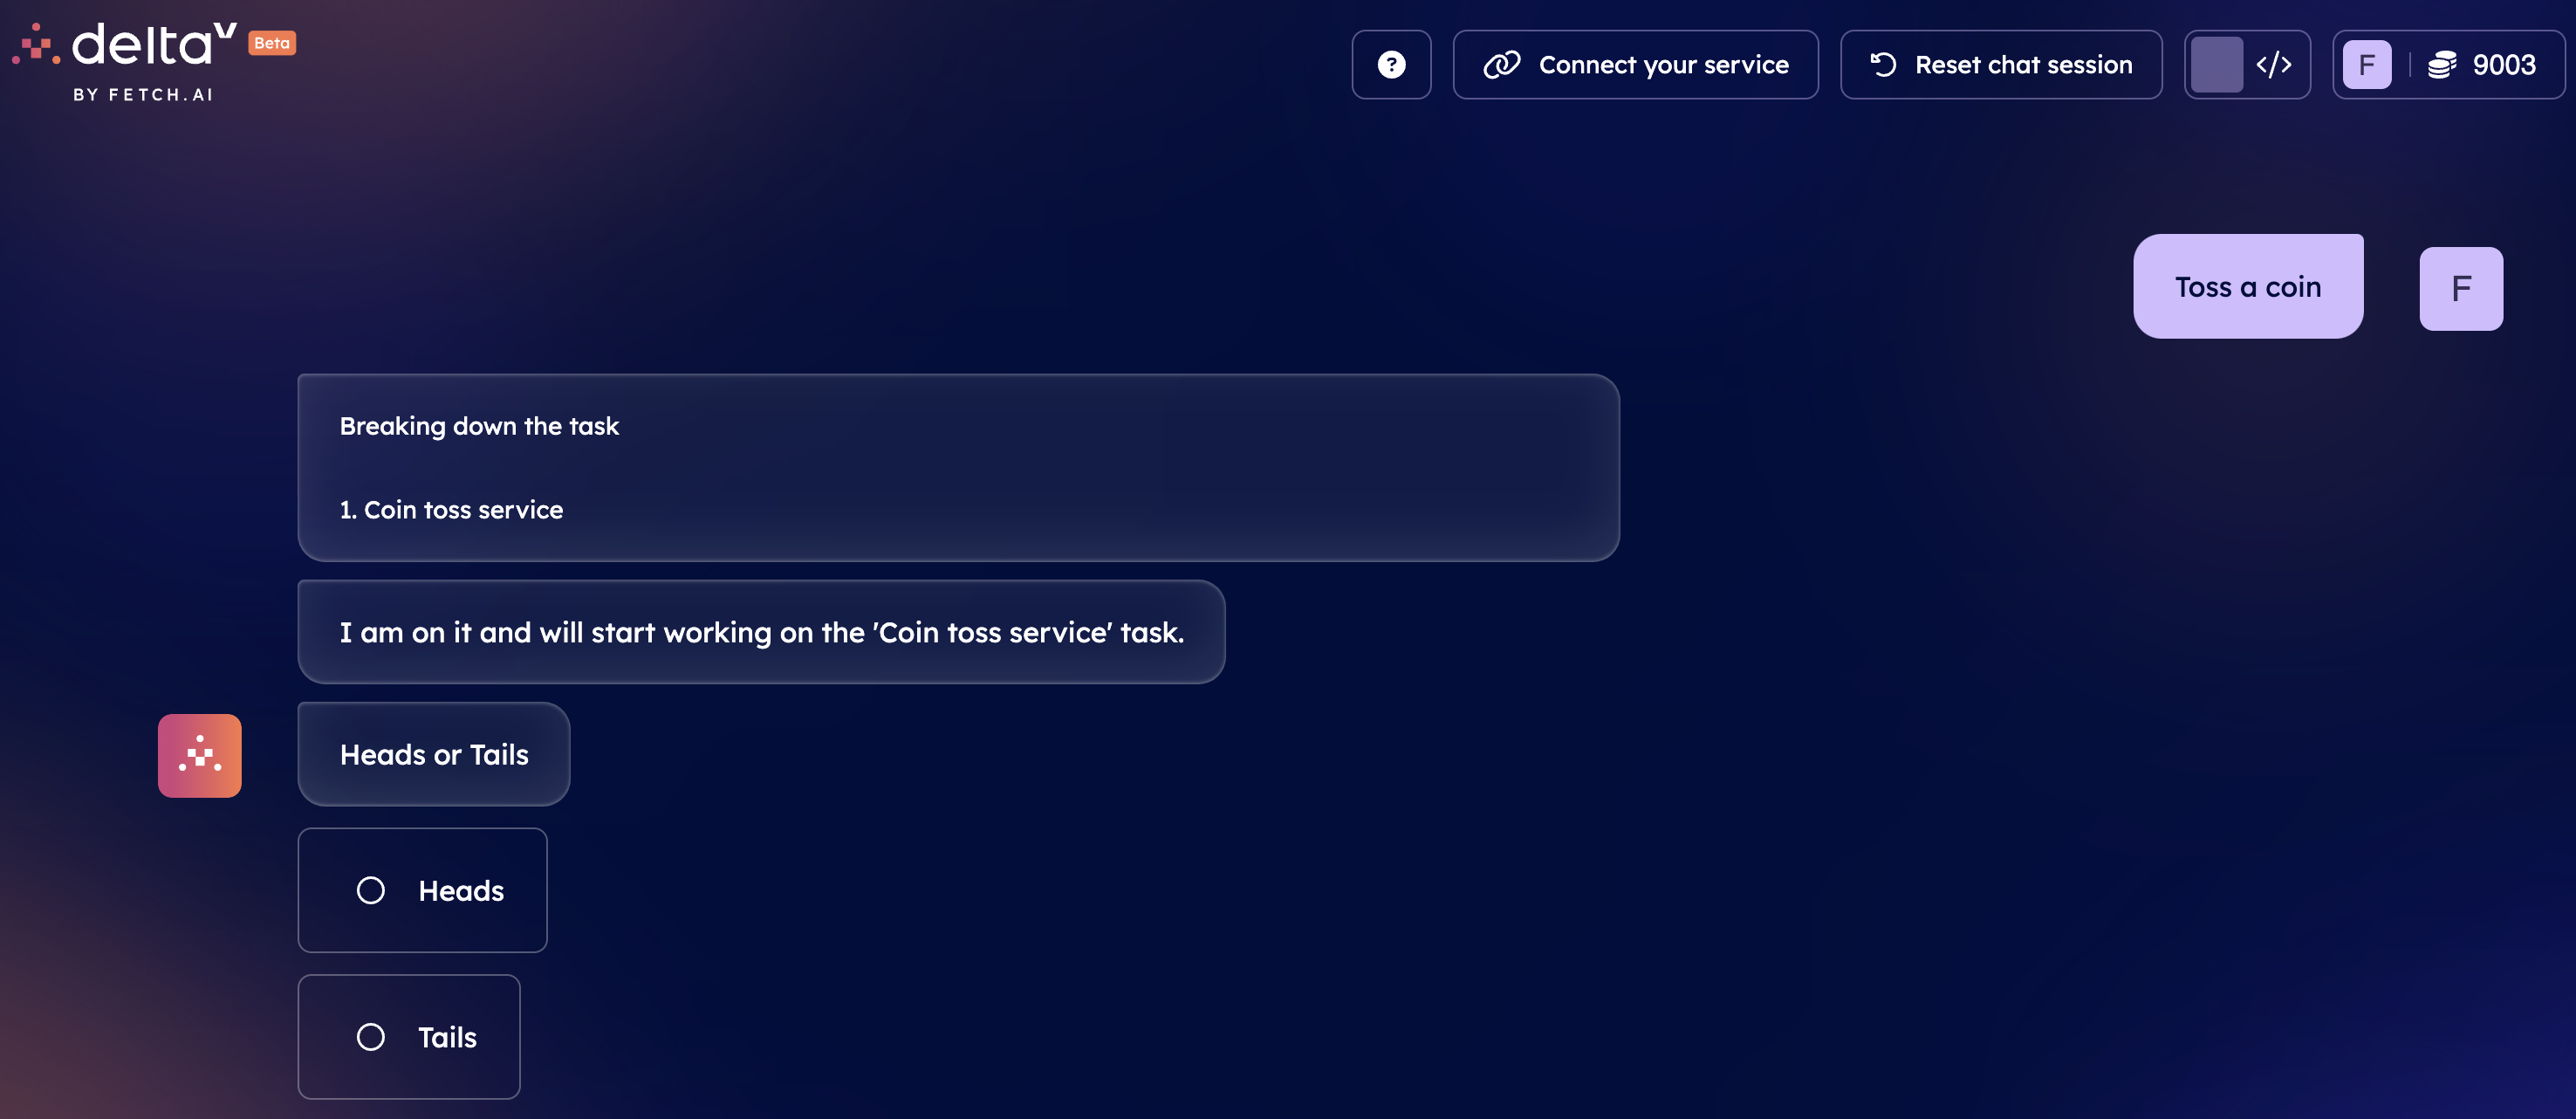 deltaV Beta
BY FETCH.AI
? Connect your service Reset chat session </> F 9003
Toss a coin F
Breaking down the task
1. Coin toss service
I am on it and will start working on the 'Coin toss service' task.
Heads or Tails
Heads
Tails